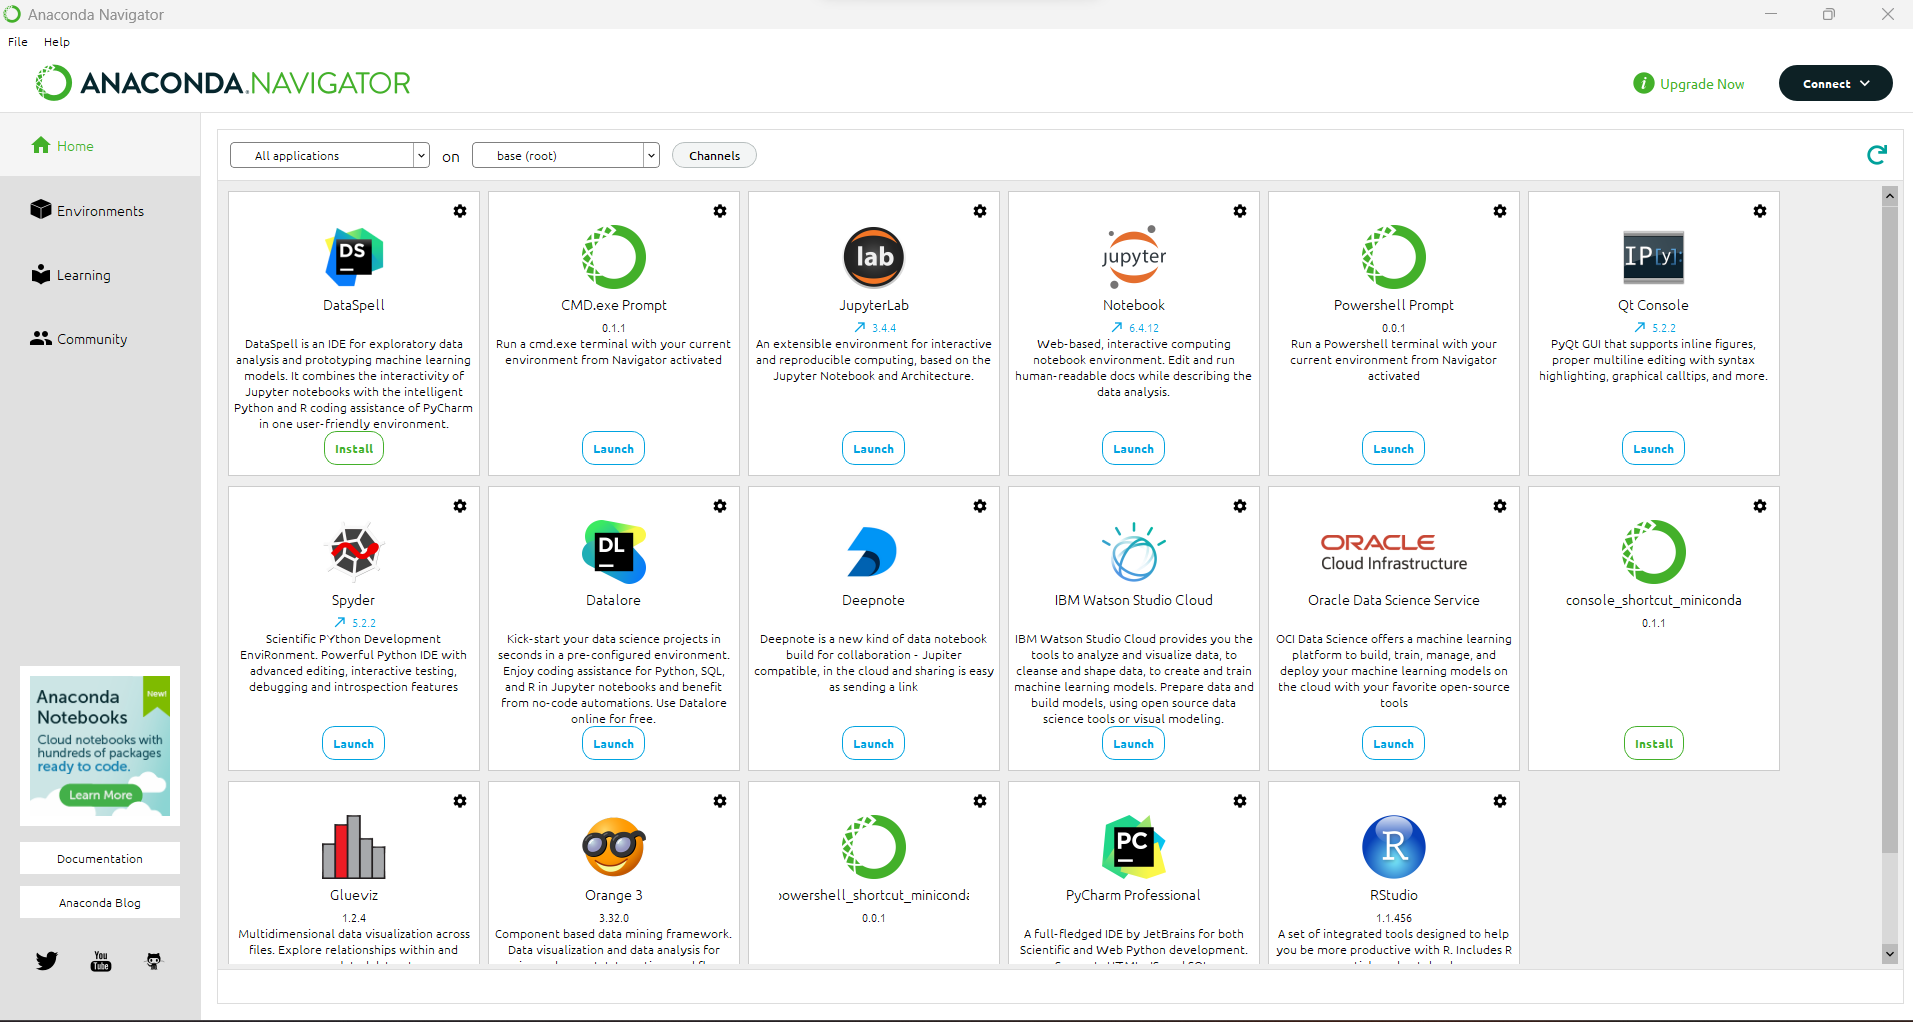 Anaconda Navigator
File Help
ANACONDA.NAVIGATOR
i Upgrade Now Connect
Home
Environments
Learning
Community
All applications on base (root) Channels
DS
DataSpell
DataSpell is an IDE for exploratory data
analysis and prototyping machine learning
models. It combines the interactivity of
Jupyter notebooks with the intelligent
Python and R coding assistance of PyCharm
in one user-friendly environment.
Install
CMD.exe Prompt
0.1.1
Run a cmd.exe terminal with your current
environment from Navigator activated
Launch
lab
JupyterLab
3.4.4
An extensible environment for interactive
and reproducible computing, based on the
Jupyter Notebook and Architecture.
Launch
jupyter
Notebook
6.4.12
Web-based, interactive computing
notebook environment. Edit and run
human-readable docs while describing the
data analysis.
Launch
Powershell Prompt
0.0.1
Run a Powershell terminal with your
current environment from Navigator
activated
Launch
IP[y]:
Qt Console
5.2.2
PyQt GUI that supports inline figures,
proper multiline editing with syntax
highlighting, graphical calltips, and more.
Launch
Spyder
5.2.2
Scientific PYthon Development
EnviRonment. Powerful Python IDE with
advanced editing, interactive testing,
debugging and introspection features
Launch
DL
Datalore
Kick-start your data science projects in
seconds in a pre-configured environment.
Enjoy coding assistance for Python, SQL,
and R in Jupyter notebooks and benefit
from no-code automations. Use Datalore
online for free.
Launch
Deepnote
Deepnote is a new kind of data notebook
build for collaboration - Jupiter
compatible, in the cloud and sharing is easy
as sending a link
Launch
IBM Watson Studio Cloud
IBM Watson Studio Cloud provides you the
tools to analyze and visualize data, to
cleanse and shape data, to create and train
machine learning models. Prepare data and
build models, using open source data
science tools or visual modeling.
Launch
ORACLE
Cloud Infrastructure
Oracle Data Science Service
OCI Data Science offers a machine learning
platform to build, train, manage, and
deploy your machine learning models on
the cloud with your favorite open-source
tools
Launch
console_shortcut_miniconda
0.1.1
Install
Glueviz
1.2.4
Multidimensional data visualization across
files. Explore relationships within and
Orange 3
3.32.0
Component based data mining framework.
Data visualization and data analysis for
powershell_shortcut_miniconda
0.0.1
PC
PyCharm Professional
A full-fledged IDE by JetBrains for both
Scientific and Web Python development.
R
RStudio
1.1.456
A set of integrated tools designed to help
you be more productive with R. Includes R
Anaconda
Notebooks
New!
Cloud notebooks with
hundreds of packages
ready to code.
Learn More
Documentation
Anaconda Blog
You
Tube